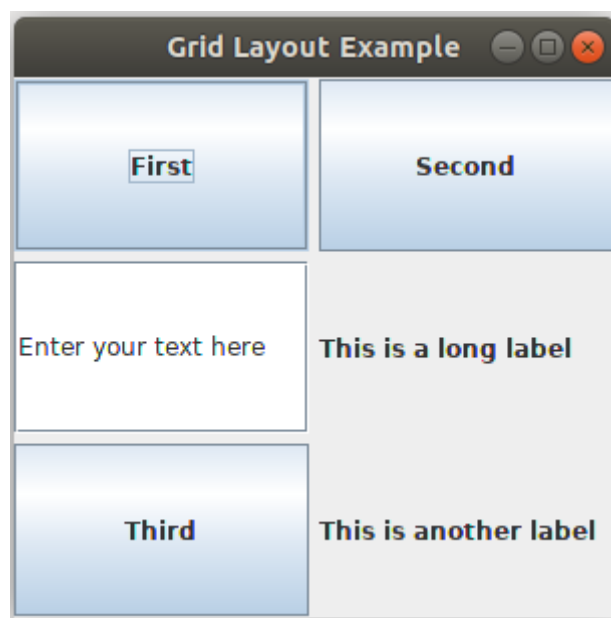 Grid Layout Example
First
Second
Enter your text here
This is a long label
Third
This is another label